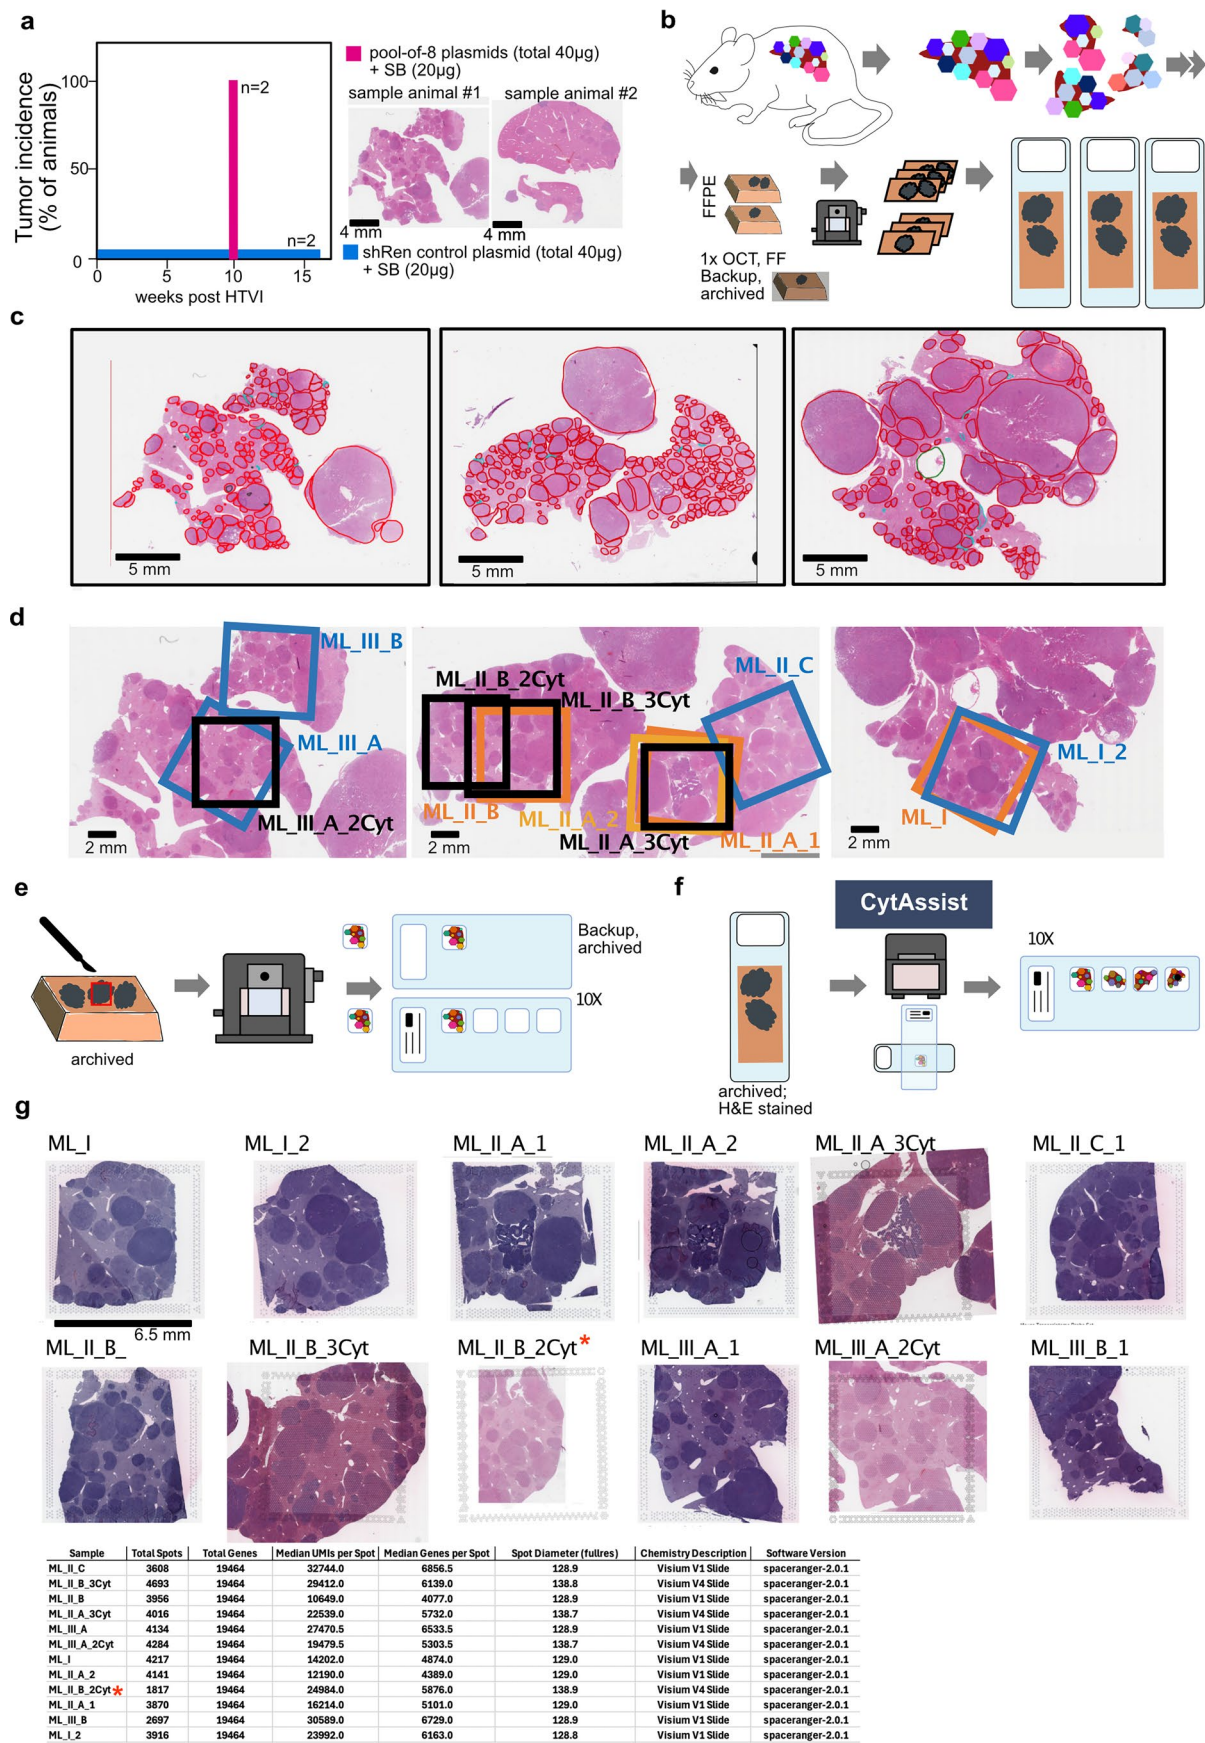 a
Tumor incidence
(% of animals)
100
50
0
n=2
n=2
0
5
10
15
weeks post HTVI
pool-of-8 plasmids (total 40µg)
+ SB (20µg)
sample animal #1
sample animal #2
4 mm
4 mm
shRen control plasmid (total 40µg)
+ SB (20µg)
b
FFPE
1x OCT, FF
Backup,
archived
c
5 mm
5 mm
5 mm
d
ML_III_B
ML_III_A
ML_III_A_2Cyt
2 mm
ML_II_B_2Cyt
ML_II_B_3Cyt
ML_II_C
ML_II_B
ML_II_A_2
ML_II_A_3Cyt
ML_II_A_1
2 mm
ML_I_2
ML_I
2 mm
e
archived
Backup,
archived
10X
f
CytAssist
10X
archived;
H&E stained
g
ML_I
ML_I_2
ML_II_A_1
ML_II_A_2
ML_II_A_3Cyt
ML_II_C_1
6.5 mm
ML_II_B_
ML_II_B_3Cyt
ML_II_B_2Cyt*
ML_III_A_1
ML_III_A_2Cyt
ML_III_B_1
Sample Total Spots Total Genes Median UMIs per Spot Median Genes per Spot Spot Diameter (fullres) Chemistry Description Software Version
ML_II_C 3608 19464 32744.0 6856.5 128.9 Visium V1 Slide spaceranger-2.0.1
ML_II_B_3Cyt 4693 19464 29412.0 6139.0 138.8 Visium V4 Slide spaceranger-2.0.1
ML_II_B 3956 19464 10649.0 4077.0 128.9 Visium V1 Slide spaceranger-2.0.1
ML_II_A_3Cyt 4016 19464 22539.0 5732.0 138.7 Visium V4 Slide spaceranger-2.0.1
ML_III_A 4134 19464 27470.5 6533.5 128.9 Visium V1 Slide spaceranger-2.0.1
ML_III_A_2Cyt 4284 19464 19479.5 5303.5 138.7 Visium V4 Slide spaceranger-2.0.1
ML_I 4217 19464 14202.0 4874.0 129.0 Visium V1 Slide spaceranger-2.0.1
ML_II_A_2 4141 19464 12190.0 4389.0 129.0 Visium V1 Slide spaceranger-2.0.1
ML_II_B_2Cyt* 1817 19464 24984.0 5876.0 138.9 Visium V4 Slide spaceranger-2.0.1
ML_II_A_1 3870 19464 16214.0 5101.0 129.0 Visium V1 Slide spaceranger-2.0.1
ML_III_B 2697 19464 30589.0 6729.0 128.9 Visium V1 Slide spaceranger-2.0.1
ML_I_2 3916 19464 23992.0 6163.0 128.8 Visium V1 Slide spaceranger-2.0.1